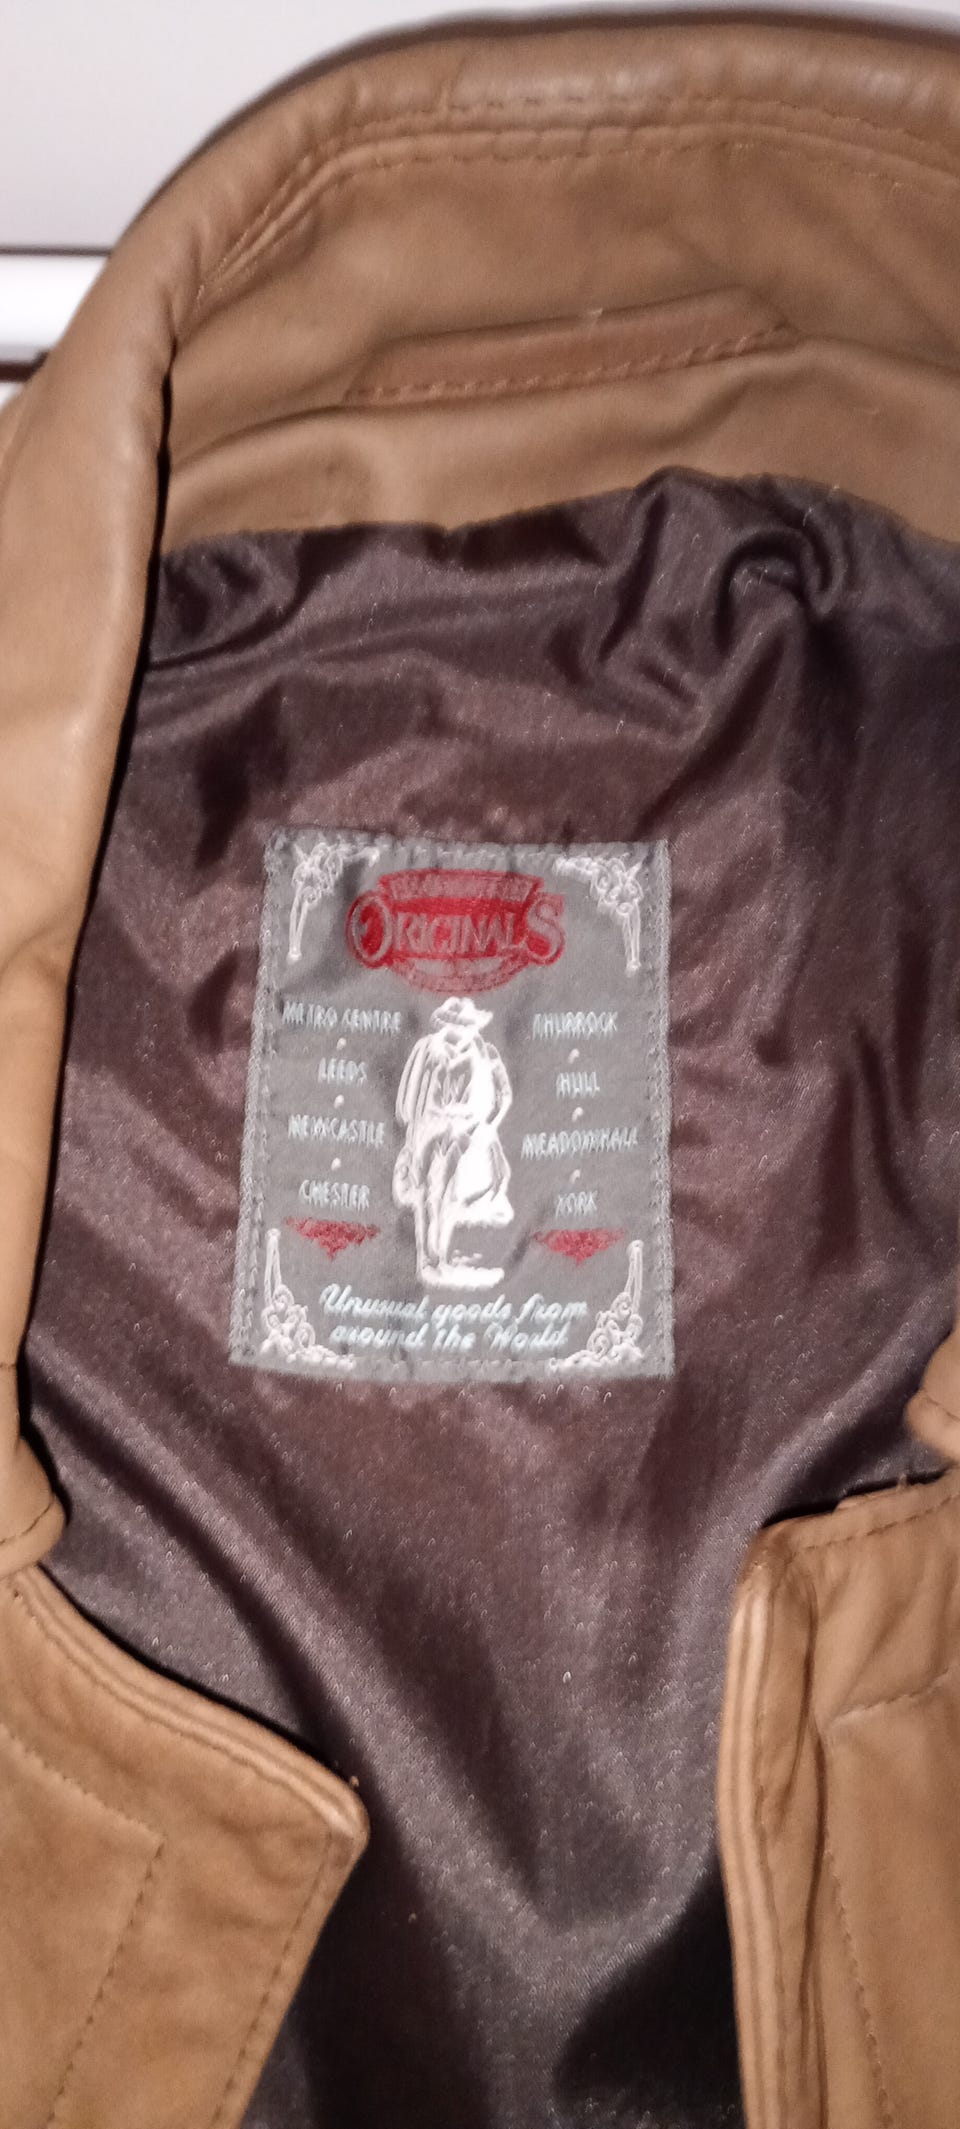 ORIGINALS
METRO CENTRE
THURROCK
LEEDS
HULL
NEWCASTLE
MEADOWHALL
CHESTER
YORK
Unusual goods from
around the World